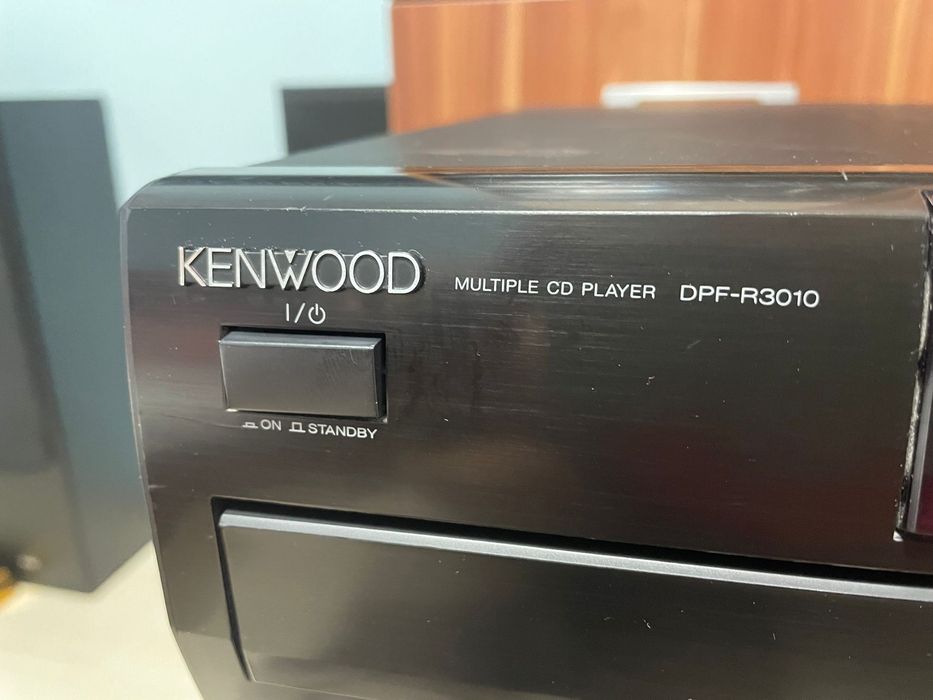 KENWOOD
MULTIPLE CD PLAYER DPF-R3010
I/⏻
ON STANDBY